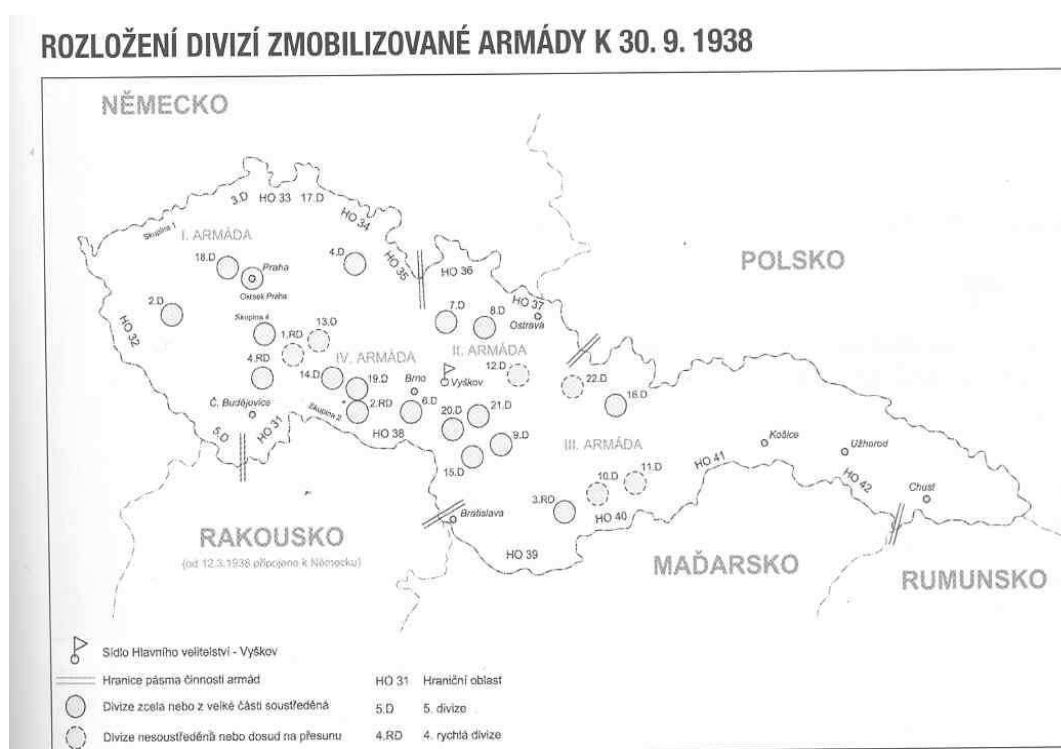 ROZLOŽENÍ DIVIZÍ ZMOBILIZOVANÉ ARMÁDY K 30. 9. 1938
NĚMECKO
3.D HO 33 17.D
HO 34
Skupina 1
I. ARMÁDA
18.D
Praha
Okrsek Praha
4.D
HO 35
HO 36
POLSKO
2.D
HO 32
Skupina 4
1.RD
13.D
7.D
8.D
HO 37
Ostrava
4.RD
IV. ARMÁDA
II. ARMÁDA
12.D
22.D
14.D
19.D
Brno
Vyškov
16.D
Č. Budějovice
Skupina 2
2.RD
6.D
20.D
21.D
5.D
HO 31
HO 38
9.D
III. ARMÁDA
Košice
Užhorod
15.D
HO 41
HO 42
Chust
10.D
11.D
3.RD
HO 40
Bratislava
HO 39
RAKOUSKO
(od 12.3.1938 připojeno k Německu)
MAĎARSKO
RUMUNSKO
Sídlo Hlavního velitelství - Vyškov
Hranice pásma činnosti armád
HO 31 Hraniční oblast
Divize zcela nebo z velké části soustředěná
5.D 5. divize
Divize nesoustředěná nebo dosud na přesunu
4.RD 4. rychlá divize